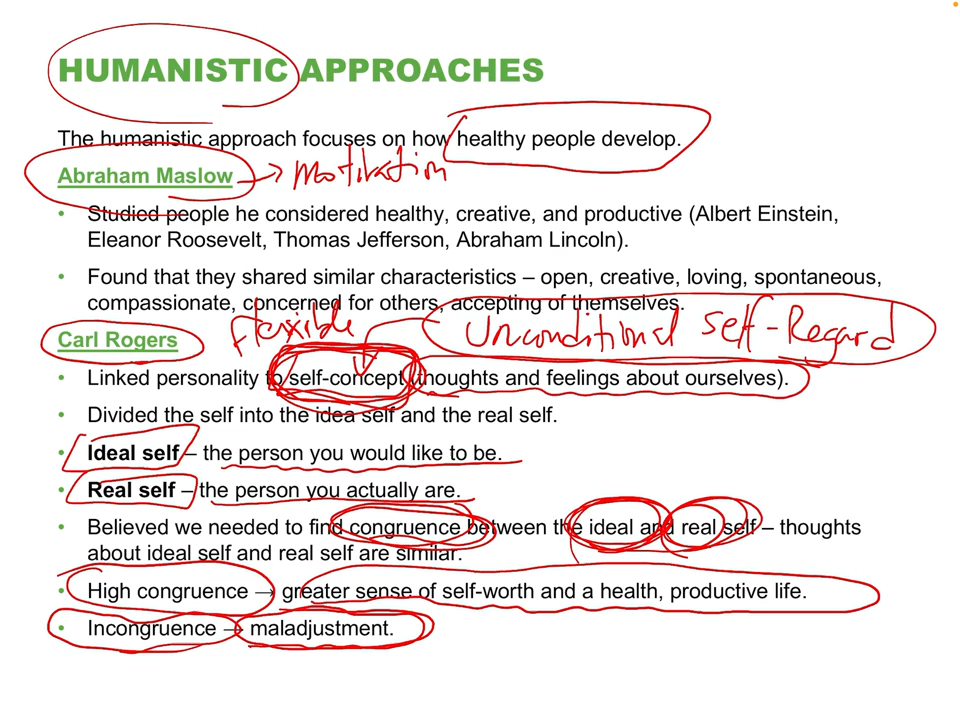 HUMANISTIC APPROACHES
The humanistic approach focuses on how healthy people develop.
Abraham Maslow → motivation
• Studied people he considered healthy, creative, and productive (Albert Einstein,
Eleanor Roosevelt, Thomas Jefferson, Abraham Lincoln).
• Found that they shared similar characteristics – open, creative, loving, spontaneous,
compassionate, concerned for others, accepting of themselves.
flexible
Unconditional Self-Regard
Carl Rogers
• Linked personality to self-concept (thoughts and feelings about ourselves).
• Divided the self into the idea self and the real self.
• Ideal self – the person you would like to be.
• Real self – the person you actually are.
• Believed we needed to find congruence between the ideal and real self – thoughts
about ideal self and real self are similar.
• High congruence → greater sense of self-worth and a health, productive life.
• Incongruence → maladjustment.